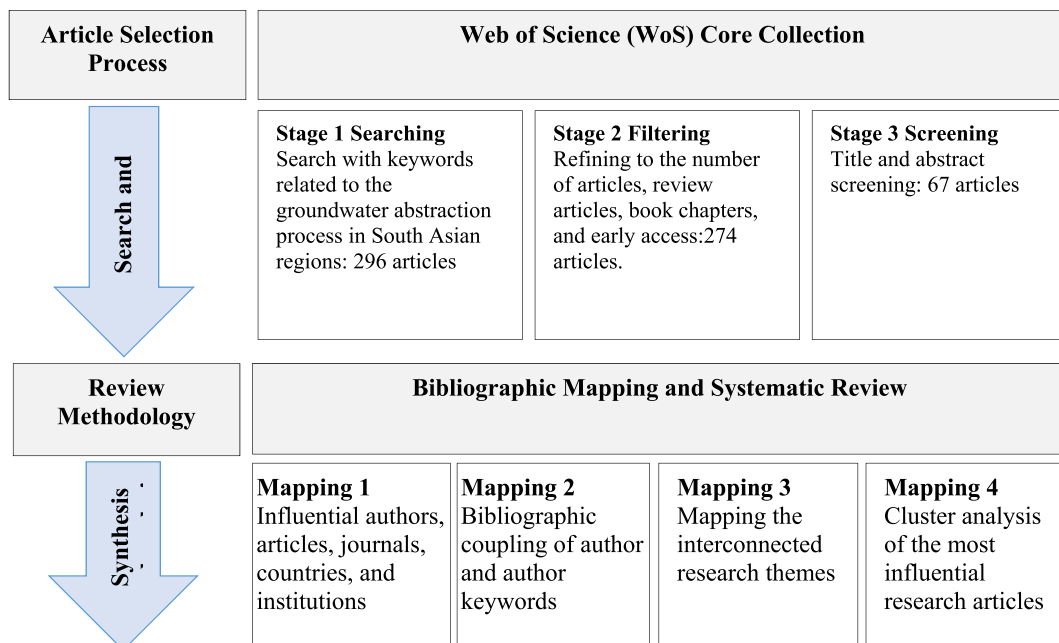 Article Selection
Process
Web of Science (WoS) Core Collection
Search and
Stage 1 Searching
Search with keywords
related to the
groundwater abstraction
process in South Asian
regions: 296 articles
Stage 2 Filtering
Refining to the number
of articles, review
articles, book chapters,
and early access:274
articles.
Stage 3 Screening
Title and abstract
screening: 67 articles
Review
Methodology
Bibliographic Mapping and Systematic Review
Synthesis
Mapping 1
Influential authors,
articles, journals,
countries, and
institutions
Mapping 2
Bibliographic
coupling of author
and author
keywords
Mapping 3
Mapping the
interconnected
research themes
Mapping 4
Cluster analysis
of the most
influential
research articles